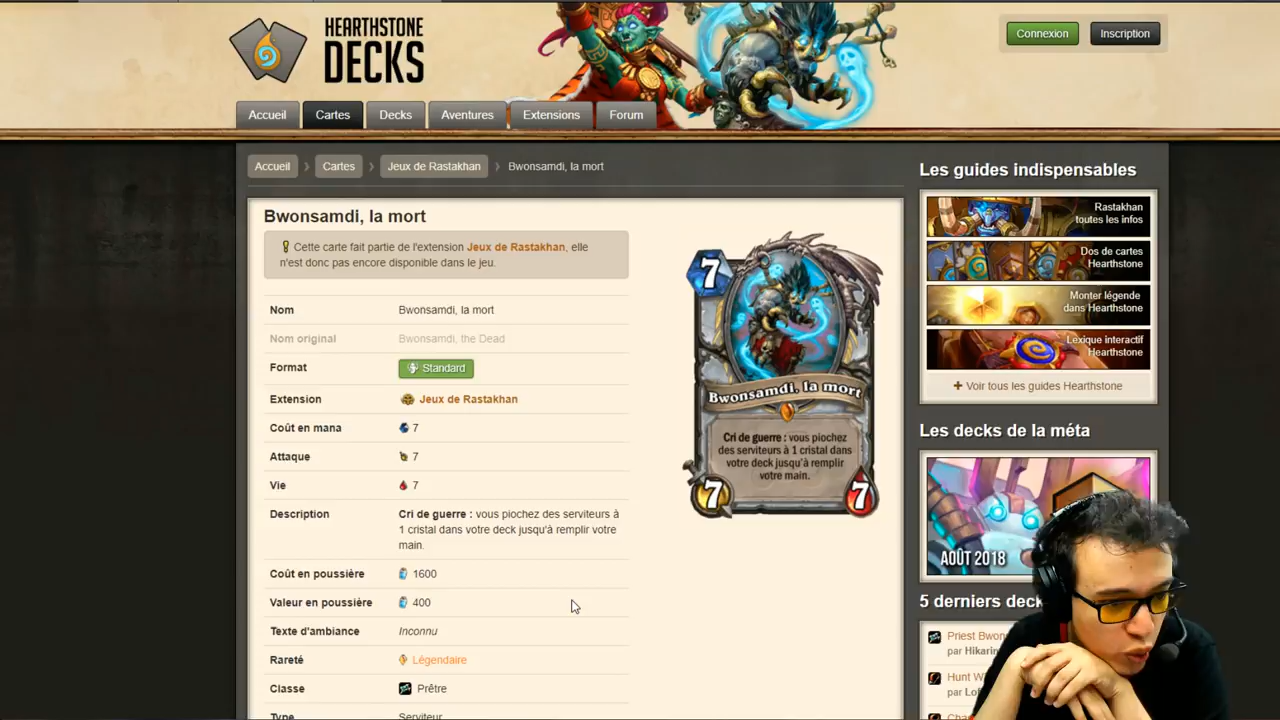 HEARTHSTONE
DECKS
Connexion
Inscription
Accueil
Cartes
Decks
Aventures
Extensions
Forum
Accueil
Cartes
Jeux de Rastakhan
Bwonsamdi, la mort
Bwonsamdi, la mort
Cette carte fait partie de l'extension Jeux de Rastakhan, elle
n'est donc pas encore disponible dans le jeu.
Nom Bwonsamdi, la mort
Nom original Bwonsamdi, the Dead
Format Standard
Extension Jeux de Rastakhan
Coût en mana 7
Attaque 7
Vie 7
Description Cri de guerre : vous piochez des serviteurs à
1 cristal dans votre deck jusqu'à remplir votre
main.
Coût en poussière 1600
Valeur en poussière 400
Texte d'ambiance Inconnu
Rareté Légendaire
Classe Prêtre
Type Serviteur
7
Bwonsamdi, la mort
Cri de guerre : vous piochez
des serviteurs à 1 cristal dans
votre deck jusqu'à remplir
votre main.
7
7
Les guides indispensables
Rastakhan
toutes les infos
Dos de cartes
Hearthstone
Monter légende
dans Hearthstone
Lexique interactif
Hearthstone
+ Voir tous les guides Hearthstone
Les decks de la méta
AOÛT 2018
5 derniers
Priest
par
Hunt
par